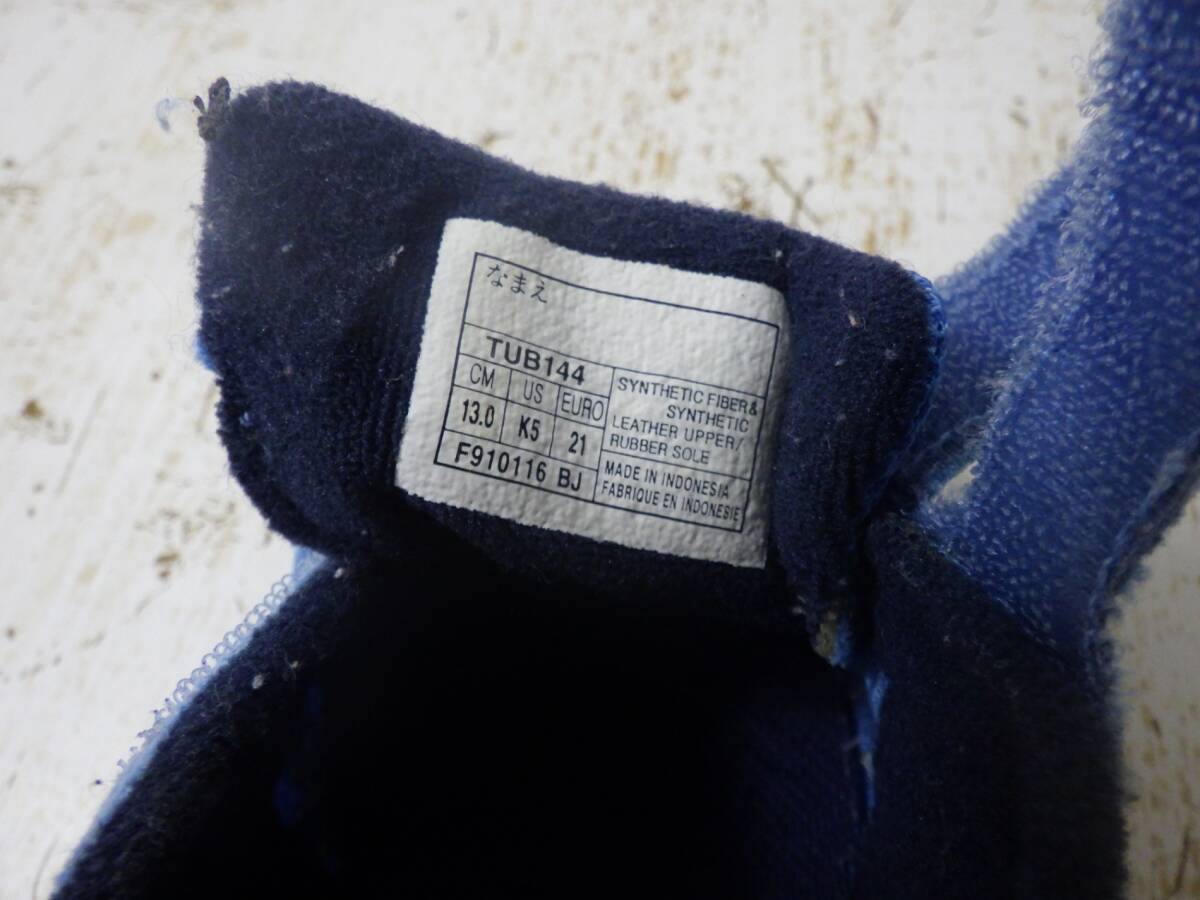 なまえ
TUB144
CM US EURO
13.0 K5 21
F910116 BJ
SYNTHETIC FIBER&
SYNTHETIC
LEATHER UPPER/
RUBBER SOLE
MADE IN INDONESIA
FABRIQUE EN INDONESIE